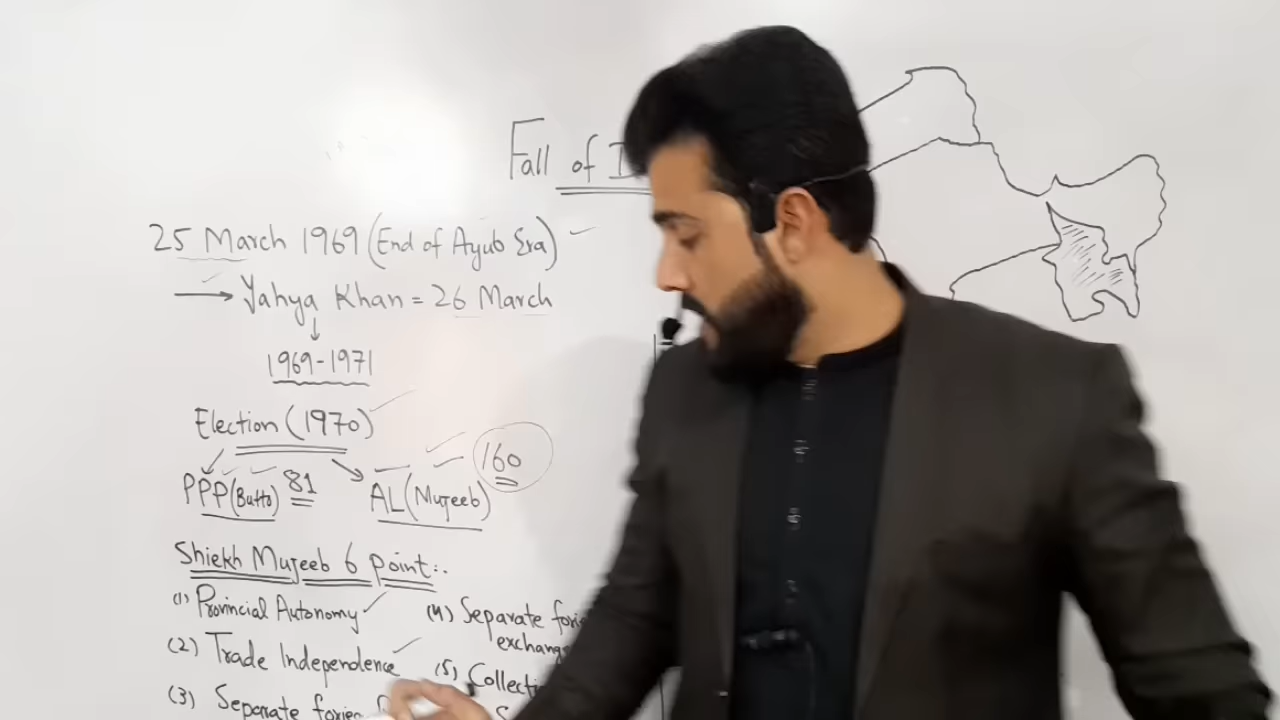 Fall of D
25 March 1969 (End of Ayub Era)
Yahya Khan = 26 March
1969-1971
Election (1970)
PPP (Butto) 81
AL (Mujeeb) 160
Shiekh Mujeeb 6 point:.
(1) Provincial Autonomy
(2) Trade Independence
(3) Separate
(4) Separate
exchange
(5)